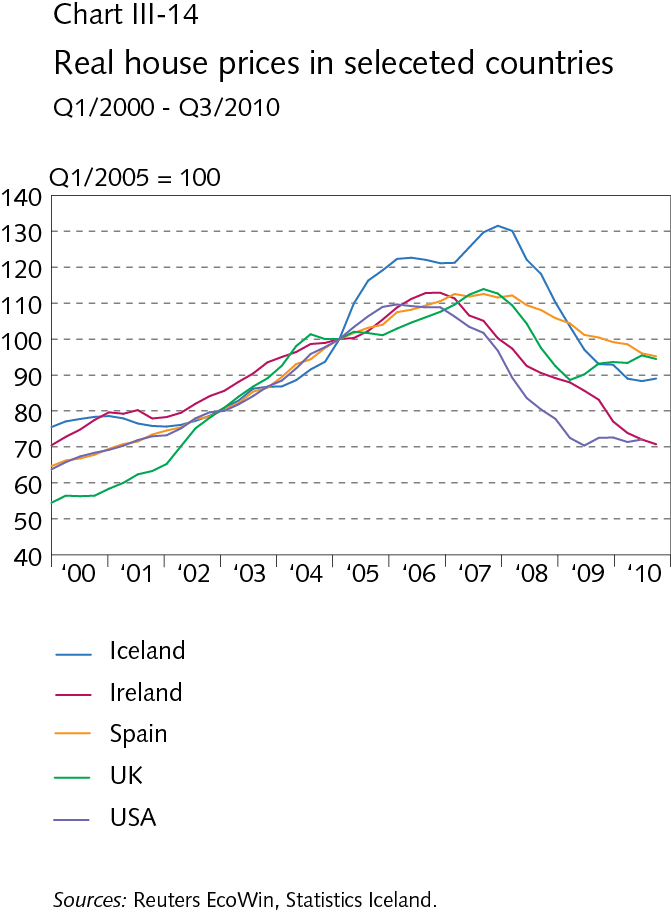 Chart III-14
Real house prices in seleceted countries
Q1/2000 - Q3/2010
Q1/2005 = 100
140
130
120
110
100
90
80
70
60
50
40
‘00 ‘01 ‘02 ‘03 ‘04 ‘05 ‘06 ‘07 ‘08 ‘09 ‘10
Iceland
Ireland
Spain
UK
USA
Sources: Reuters EcoWin, Statistics Iceland.